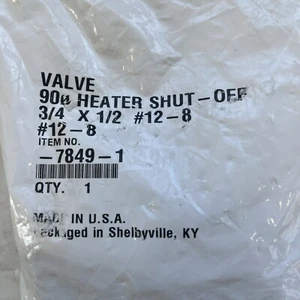 VALVE
90° HEATER SHUT-OFF
3/4 X 1/2 #12-8
#12-8
ITEM NO.
-7849-1
QTY. 1
MADE IN U.S.A.
Packaged in Shelbyville, KY